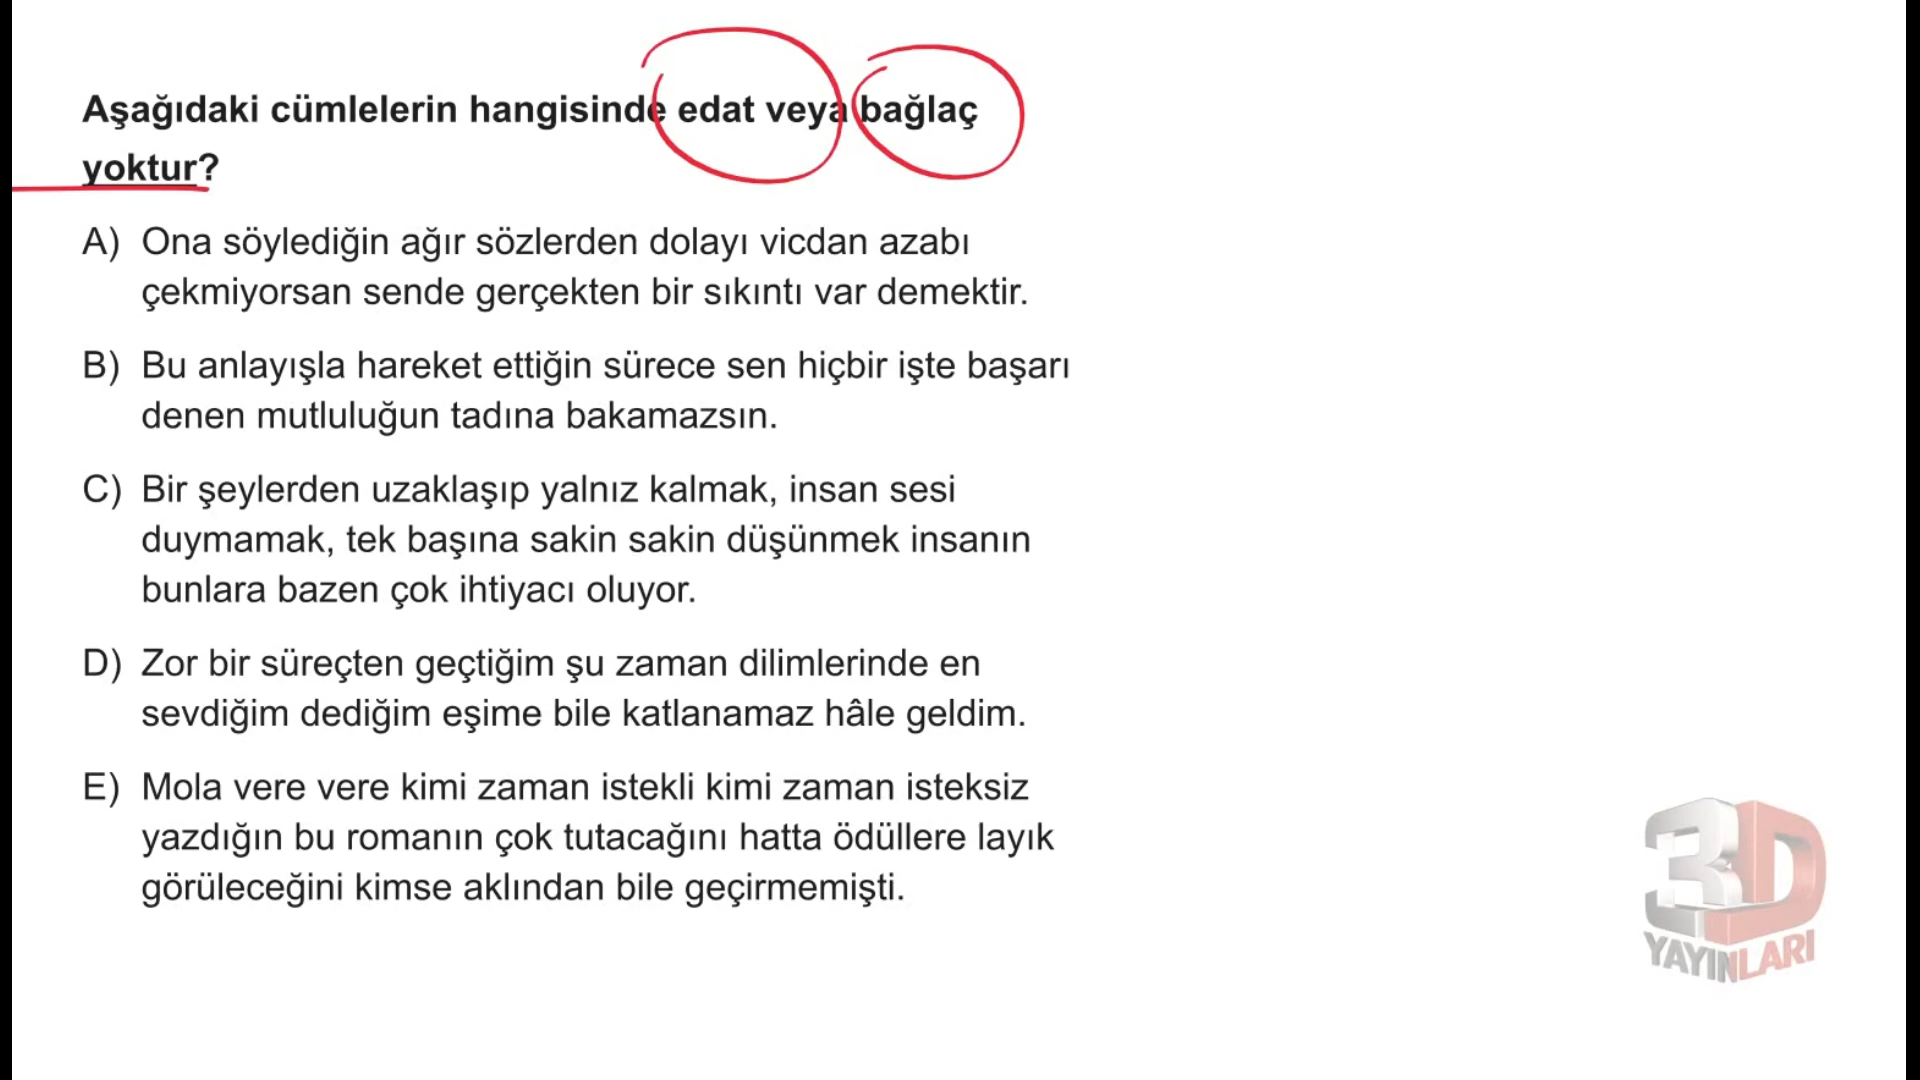 Aşağıdaki cümlelerin hangisinde edat veya bağlaç
yoktur?
A) Ona söylediğin ağır sözlerden dolayı vicdan azabı
çekmiyorsan sende gerçekten bir sıkıntı var demektir.
B) Bu anlayışla hareket ettiğin sürece sen hiçbir işte başarı
denen mutluluğun tadına bakamazsın.
C) Bir şeylerden uzaklaşıp yalnız kalmak, insan sesi
duymamak, tek başına sakin sakin düşünmek insanın
bunlara bazen çok ihtiyacı oluyor.
D) Zor bir süreçten geçtiğim şu zaman dilimlerinde en
sevdiğim dediğim eşime bile katlanamaz hâle geldim.
E) Mola vere vere kimi zaman istekli kimi zaman isteksiz
yazdığın bu romanın çok tutacağını hatta ödüllere layık
görüleceğini kimse aklından bile geçirmemişti.
3D
YAYINLARI